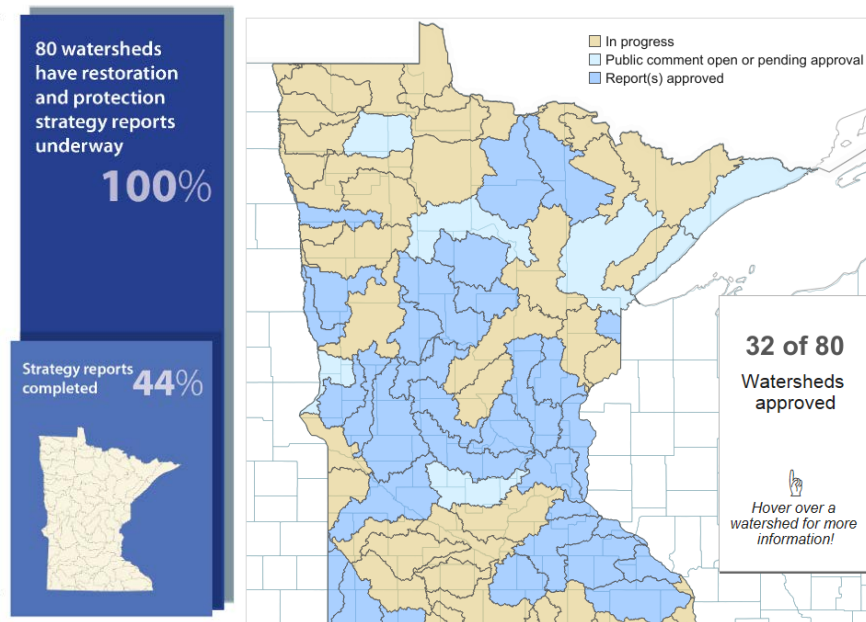 80 watersheds
have restoration
and protection
strategy reports
underway
100%
Strategy reports
completed
44%
In progress
Public comment open or pending approval
Report(s) approved
32 of 80
Watersheds
approved
Hover over a
watershed for more
information!